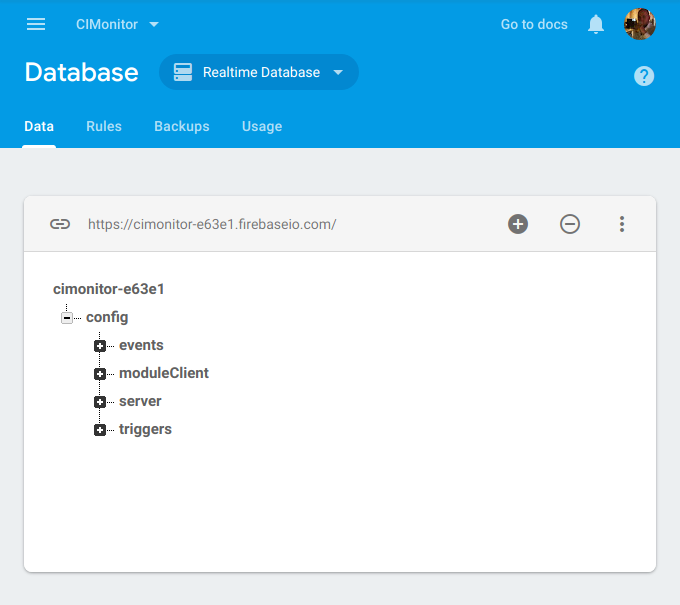 CIMonitor
Go to docs
Database
Realtime Database
Data
Rules
Backups
Usage
https://cimonitor-e63e1.firebaseio.com/
cimonitor-e63e1
config
events
moduleClient
server
triggers